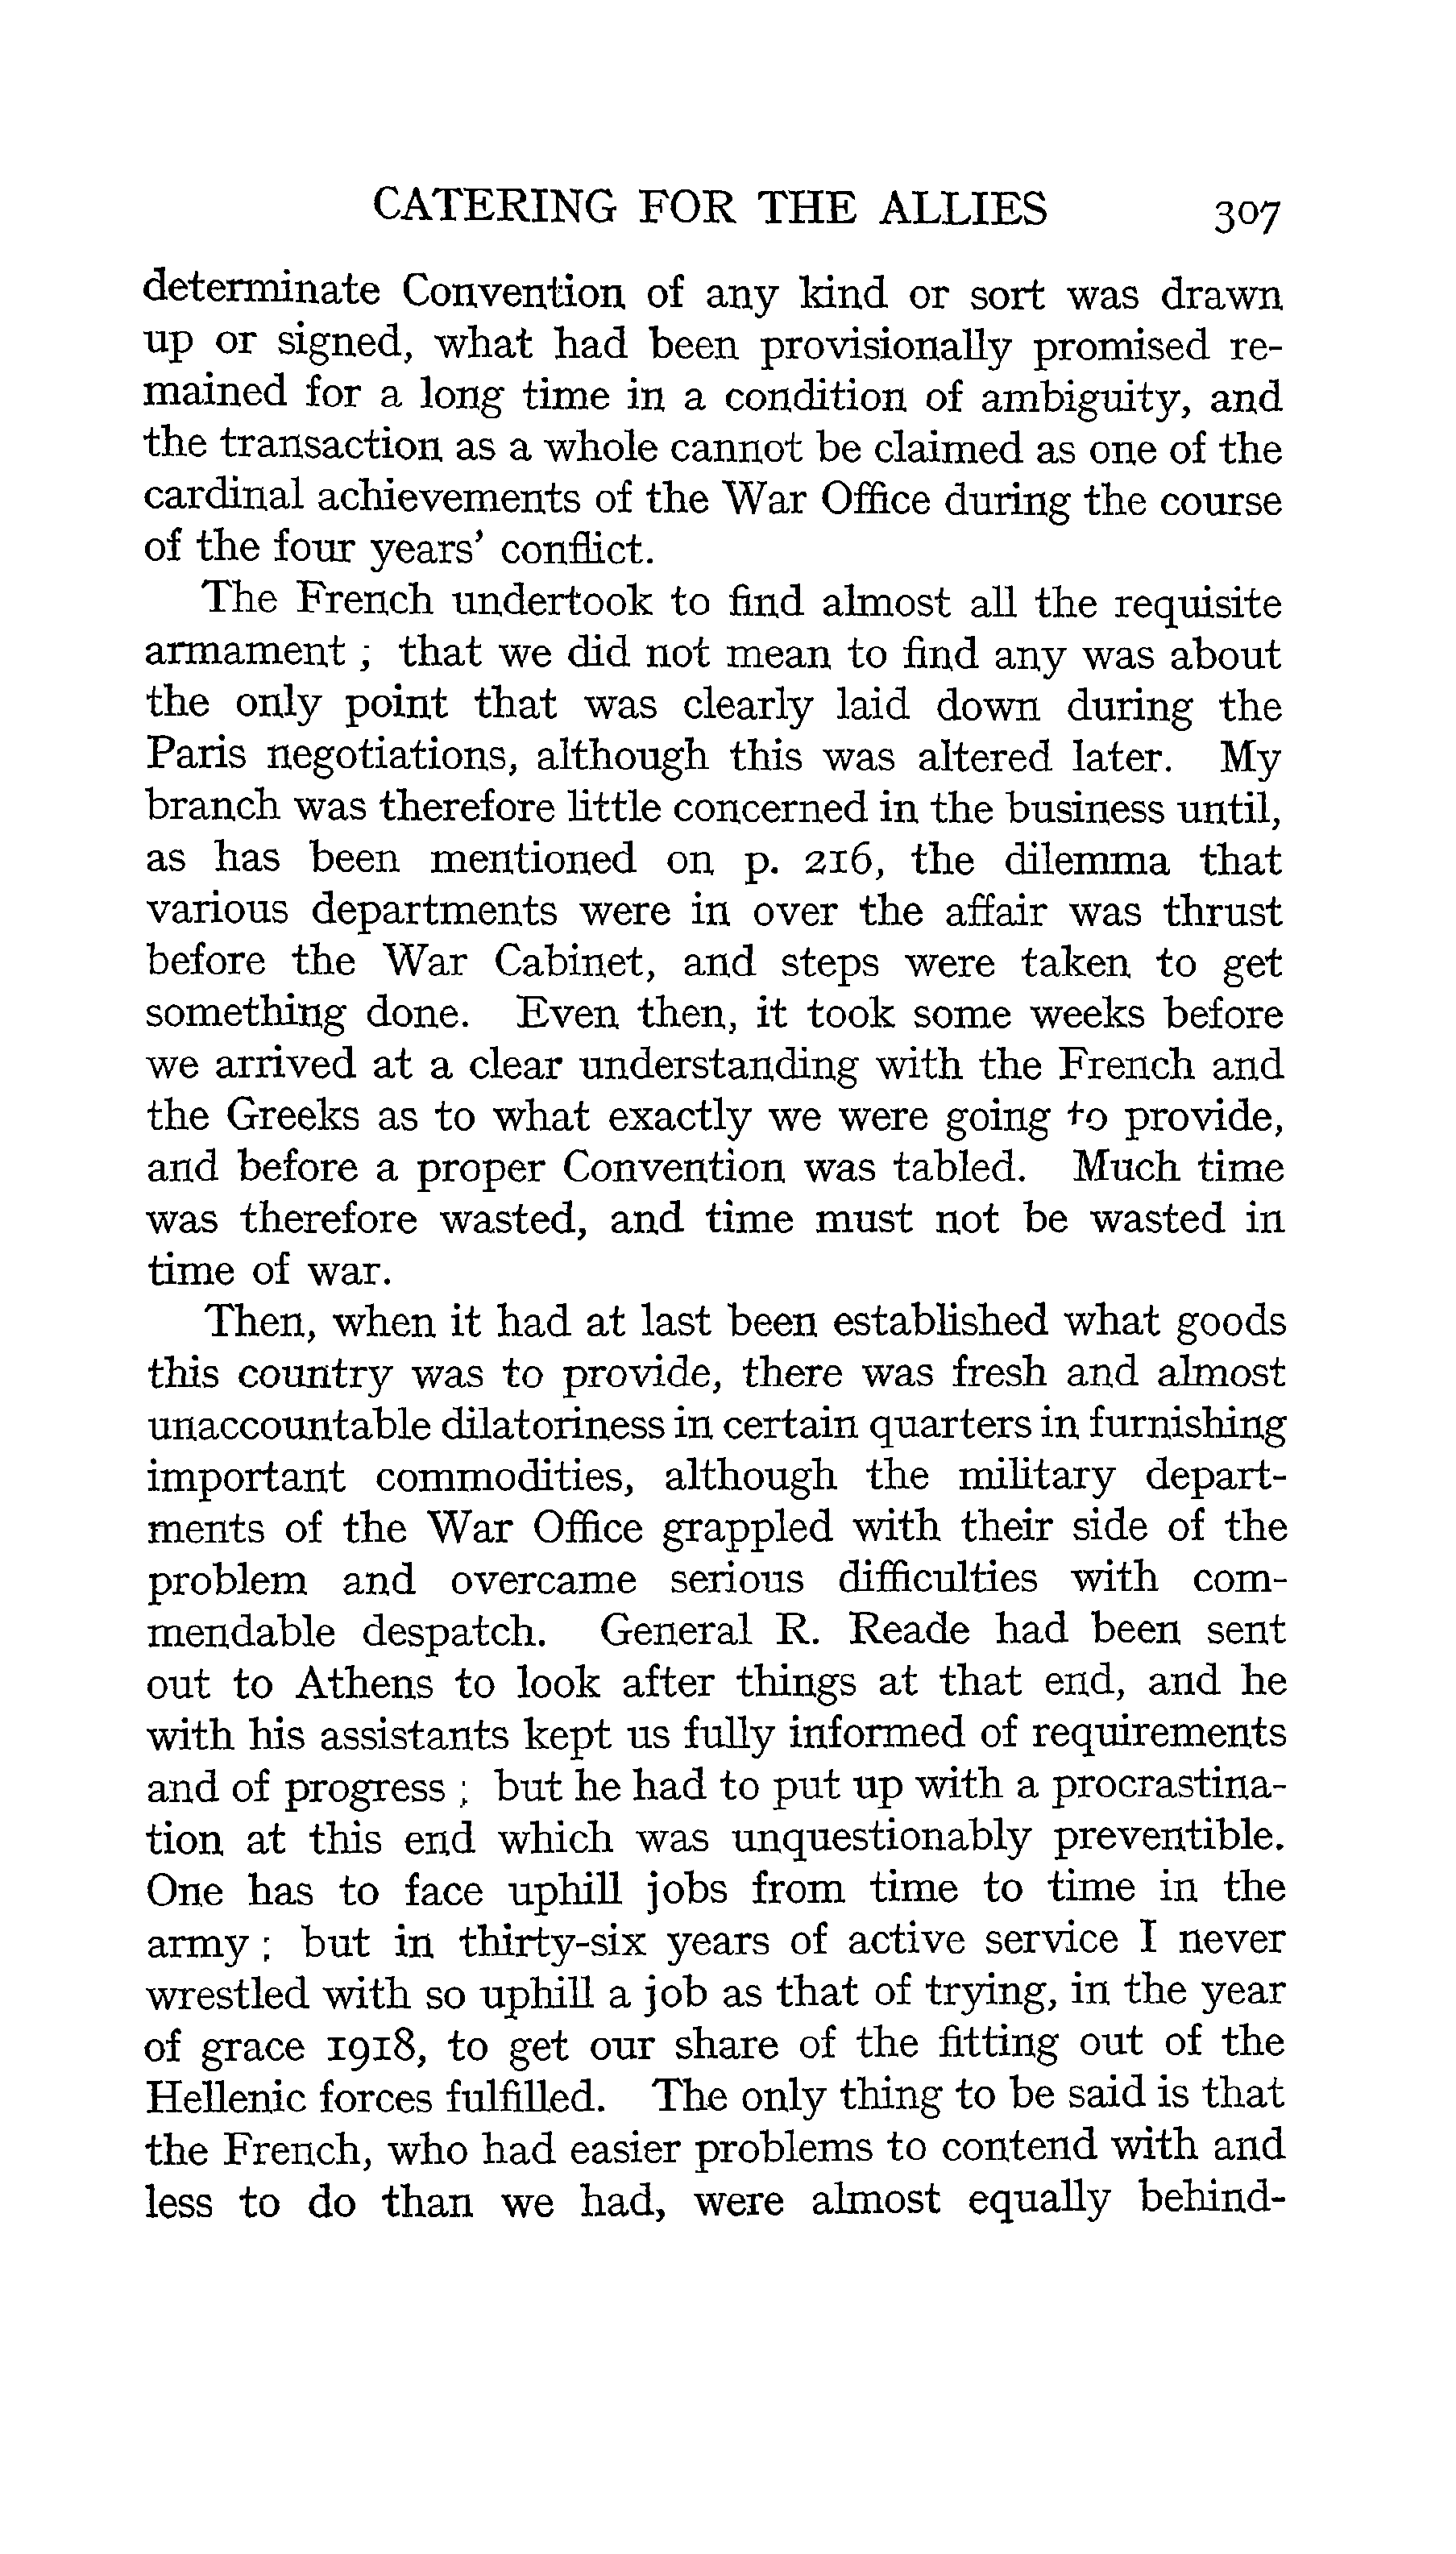 CATERING FOR THE ALLIES 307
determinate Convention of any kind or sort was drawn
up or signed, what had been provisionally promised re-
mained for a long time in a condition of ambiguity, and
the transaction as a whole cannot be claimed as one of the
cardinal achievements of the War Office during the course
of the four years' conflict.
The French undertook to find almost all the requisite
armament ; that we did not mean to find any was about
the only point that was clearly laid down during the
Paris negotiations, although this was altered later. My
branch was therefore little concerned in the business until,
as has been mentioned on p. 216, the dilemma that
various departments were in over the affair was thrust
before the War Cabinet, and steps were taken to get
something done. Even then, it took some weeks before
we arrived at a clear understanding with the French and
the Greeks as to what exactly we were going to provide,
and before a proper Convention was tabled. Much time
was therefore wasted, and time must not be wasted in
time of war.
Then, when it had at last been established what goods
this country was to provide, there was fresh and almost
unaccountable dilatoriness in certain quarters in furnishing
important commodities, although the military depart-
ments of the War Office grappled with their side of the
problem and overcame serious difficulties with com-
mendable despatch. General R. Reade had been sent
out to Athens to look after things at that end, and he
with his assistants kept us fully informed of requirements
and of progress ; but he had to put up with a procrastina-
tion at this end which was unquestionably preventible.
One has to face uphill jobs from time to time in the
army ; but in thirty-six years of active service I never
wrestled with so uphill a job as that of trying, in the year
of grace 1918, to get our share of the fitting out of the
Hellenic forces fulfilled. The only thing to be said is that
the French, who had easier problems to contend with and
less to do than we had, were almost equally behind-